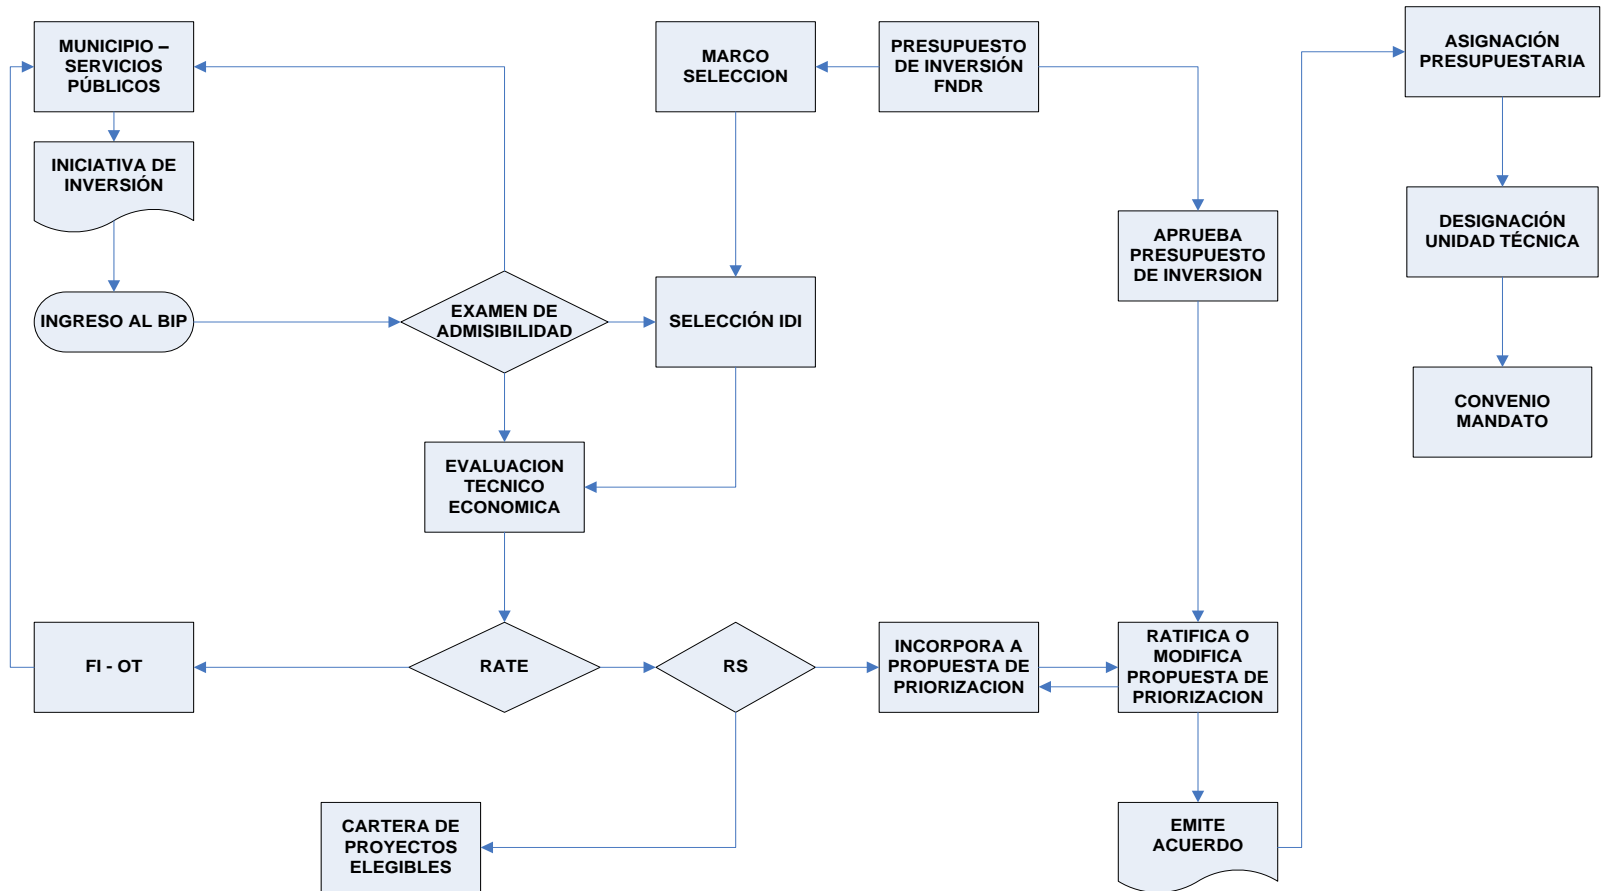 MUNICIPIO –
SERVICIOS
PÚBLICOS
MARCO
SELECCION
PRESUPUESTO
DE INVERSIÓN
FNDR
ASIGNACIÓN
PRESUPUESTARIA
INICIATIVA DE
INVERSIÓN
APRUEBA
PRESUPUESTO
DE INVERSION
DESIGNACIÓN
UNIDAD TÉCNICA
INGRESO AL BIP
EXAMEN DE
ADMISIBILIDAD
SELECCIÓN IDI
CONVENIO
MANDATO
EVALUACION
TECNICO
ECONOMICA
FI - OT
RATE
RS
INCORPORA A
PROPUESTA DE
PRIORIZACION
RATIFICA O
MODIFICA
PROPUESTA DE
PRIORIZACION
CARTERA DE
PROYECTOS
ELEGIBLES
EMITE
ACUERDO